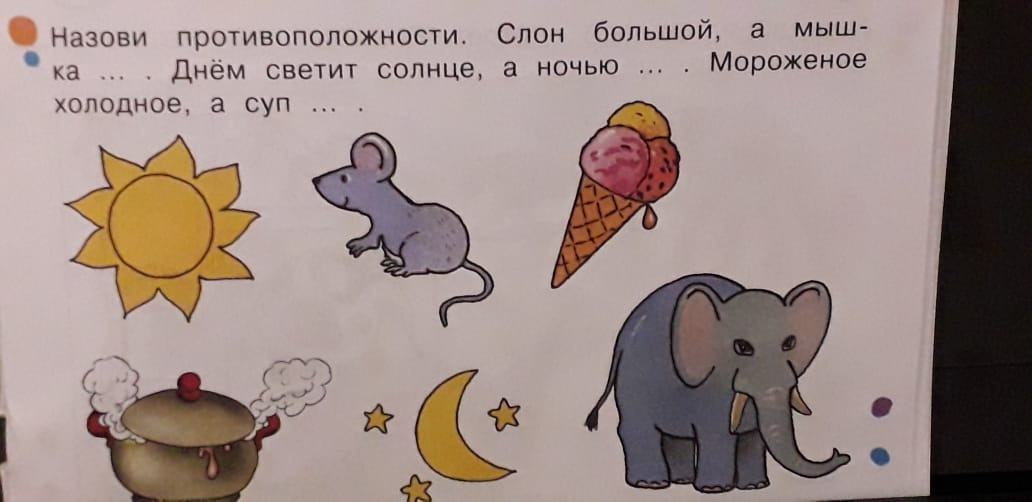 Назови противоположности. Слон большой, а мыш-
ка ... . Днём светит солнце, а ночью ... . Мороженое
холодное, а суп ... .